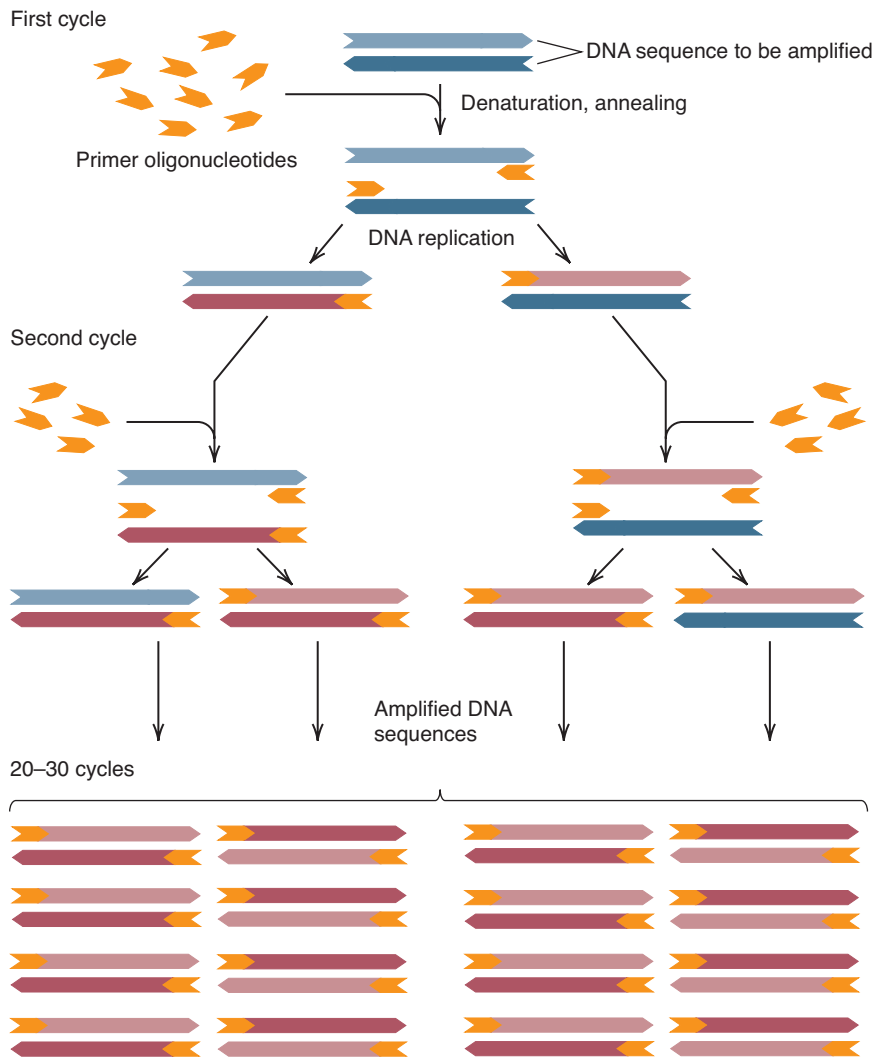 First cycle
DNA sequence to be amplified
Denaturation, annealing
Primer oligonucleotides
DNA replication
Second cycle
Amplified DNA
sequences
20–30 cycles